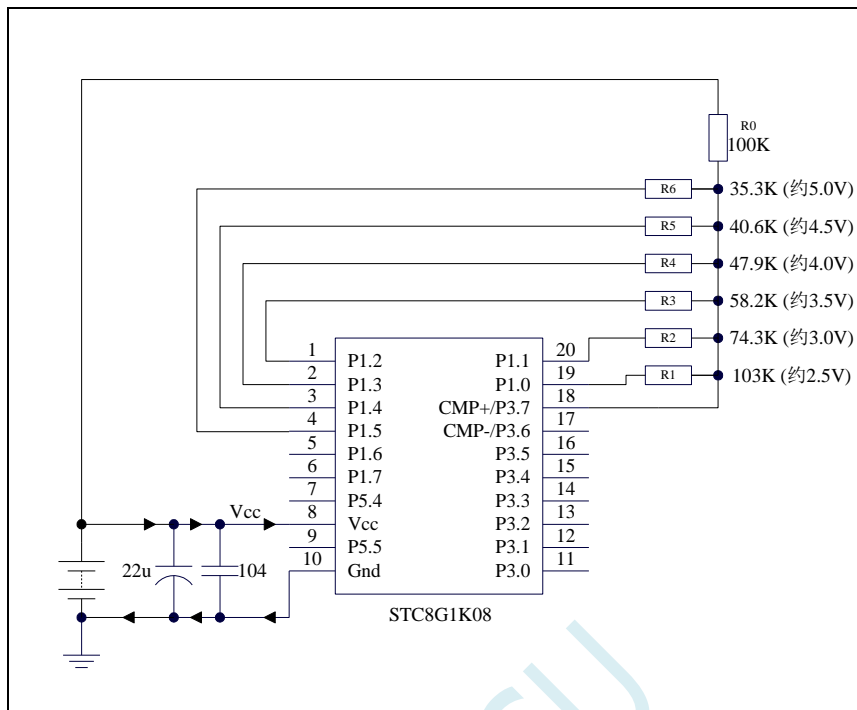 R0
100K
R6 35.3K (约5.0V)
R5 40.6K (约4.5V)
R4 47.9K (约4.0V)
R3 58.2K (约3.5V)
R2 74.3K (约3.0V)
R1 103K (约2.5V)
1 P1.2 P1.1 20
2 P1.3 P1.0 19
3 P1.4 CMP+/P3.7 18
4 P1.5 CMP-/P3.6 17
5 P1.6 P3.5 16
6 P1.7 P3.4 15
7 P5.4 P3.3 14
Vcc 8 Vcc P3.2 13
9 P5.5 P3.1 12
10 Gnd P3.0 11
22u 104
STC8G1K08